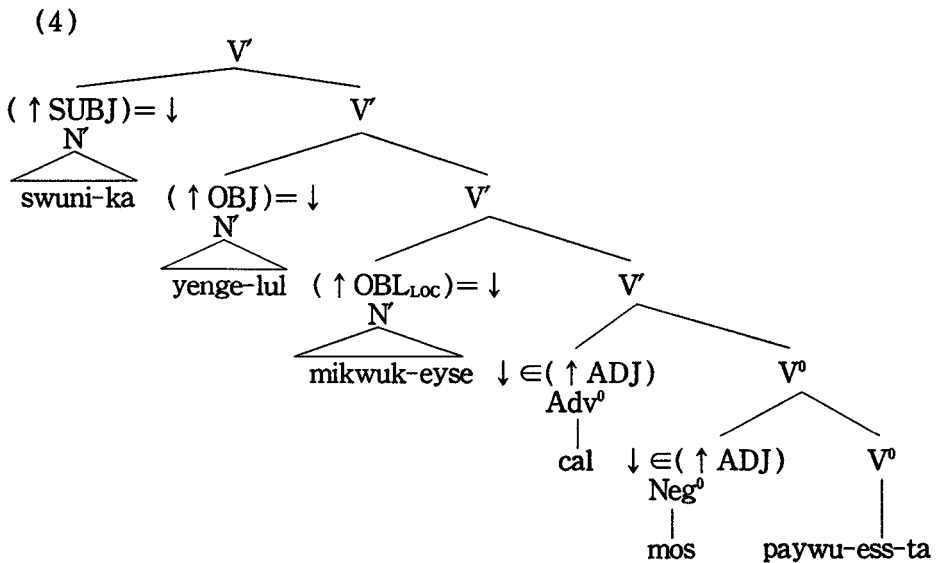 (4)
V′
(↑SUBJ)=↓ V′
N′
swuni-ka (↑OBJ)=↓ V′
N′
yenge-lul (↑OBL_LOC)=↓ V′
N′
mikwuk-eyse ↓∈(↑ADJ) V⁰
Adv⁰
cal ↓∈(↑ADJ) V⁰
Neg⁰
mos paywu-ess-ta